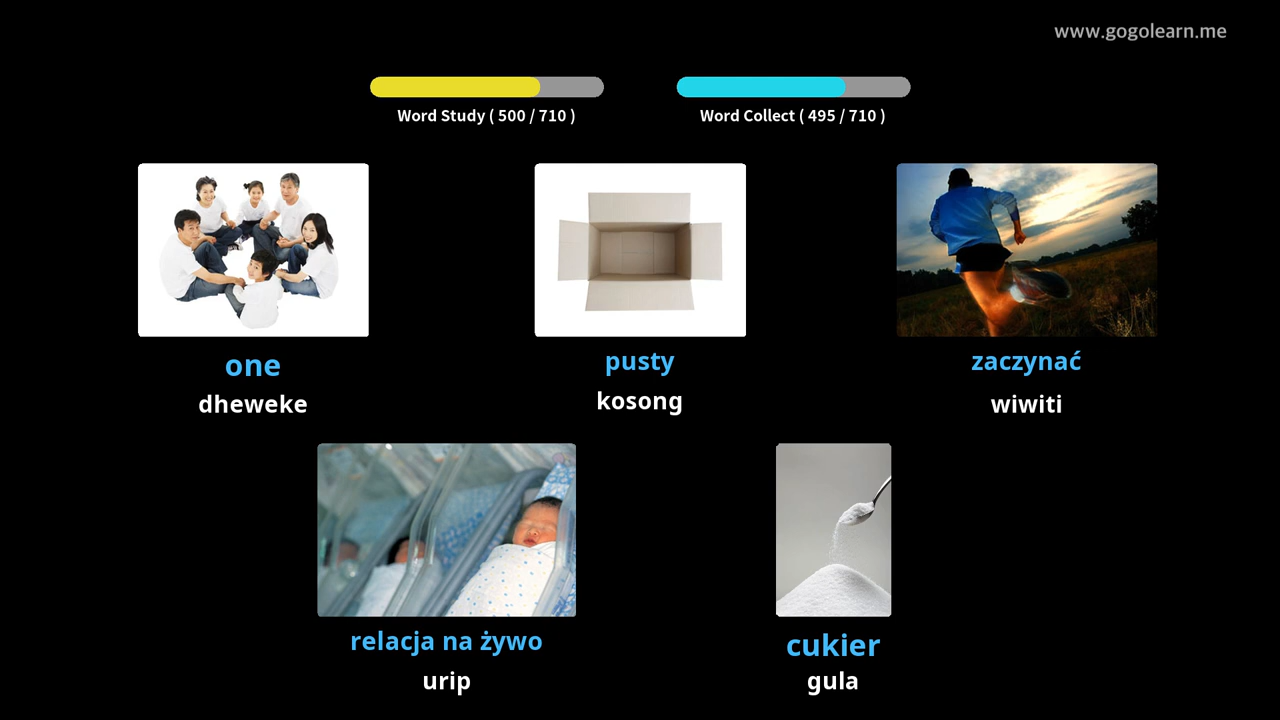 www.gogolearn.me
Word Study ( 500 / 710 )
Word Collect ( 495 / 710 )
one
dheweke
pusty
kosong
zaczynać
wiwiti
relacja na żywo
urip
cukier
gula